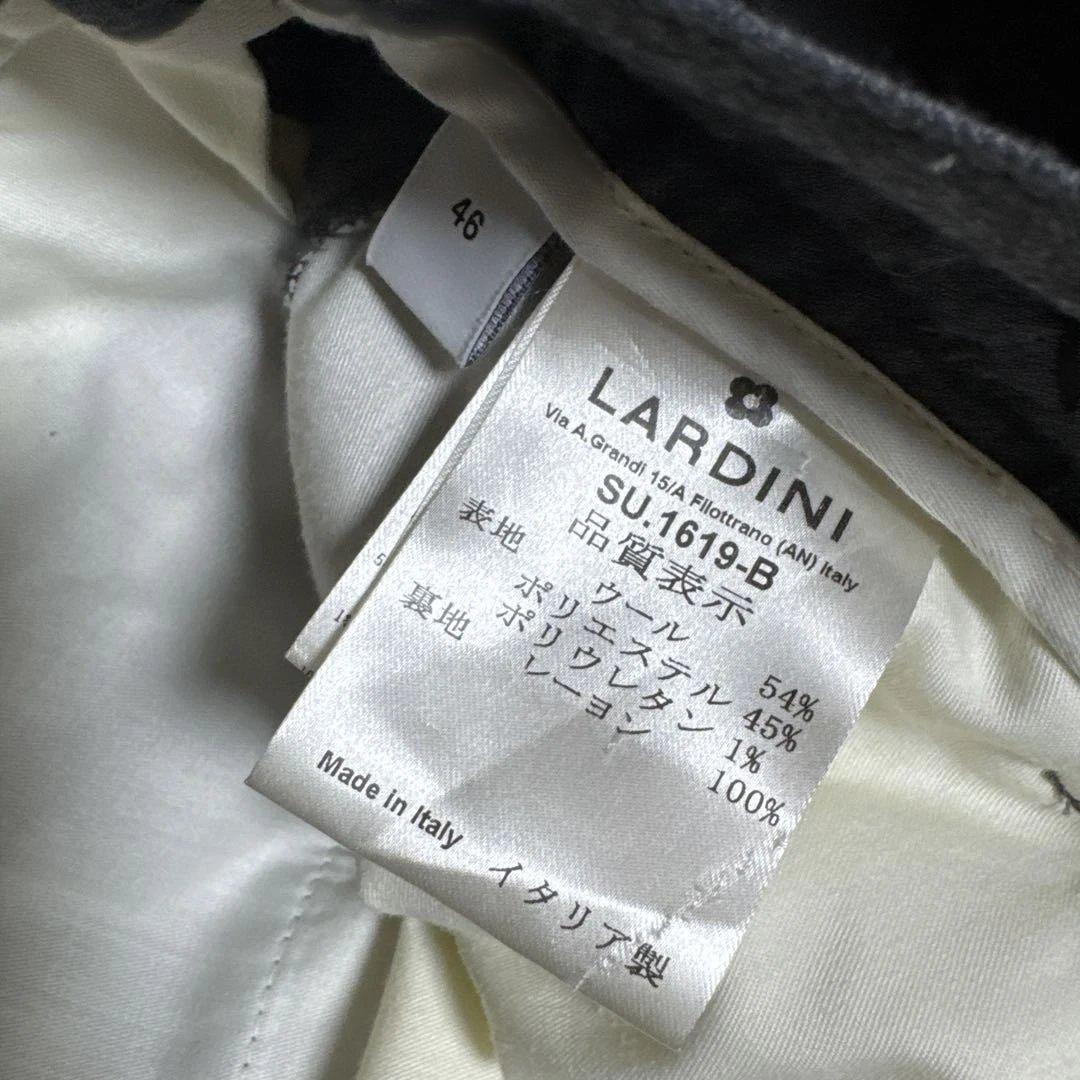 46
LARDINI
Via A.Grandi 15/A Filottrano (AN) Italy
SU.1619-B
品質表示
表地 ウール 54%
ポリエステル 45%
ポリウレタン 1%
裏地 レーヨン 100%
Made in Italy イタリア製